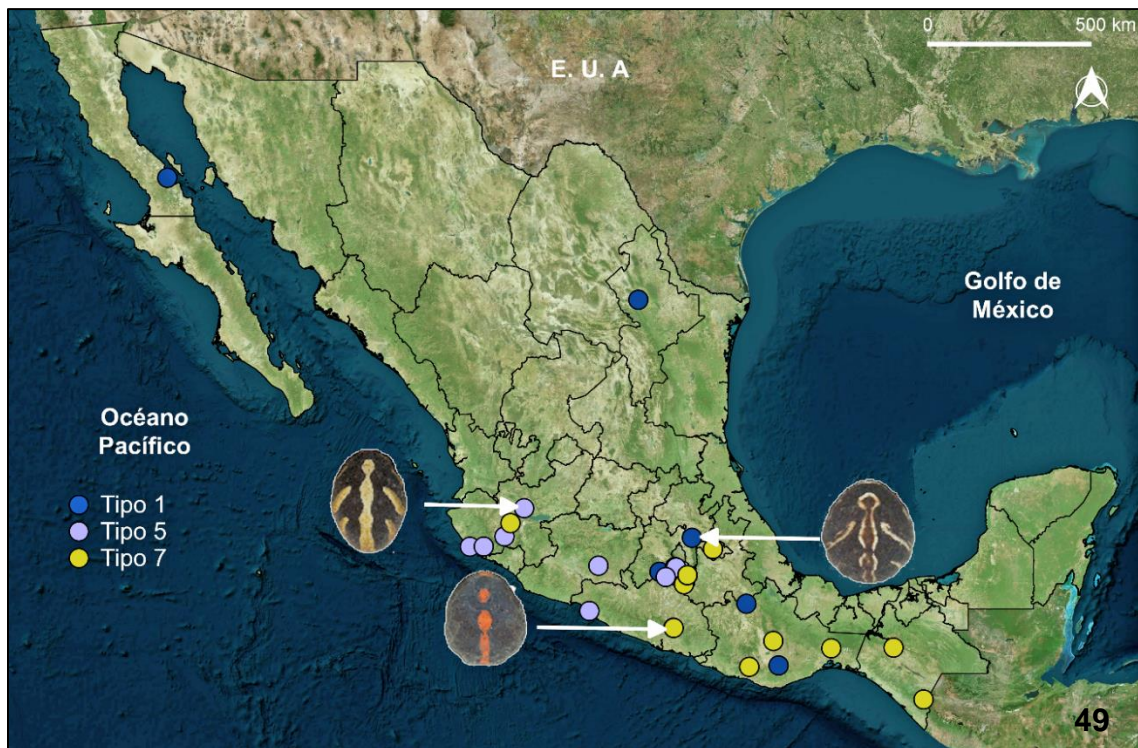 0 500 km
E. U. A
Golfo de
México
Océano
Pacífico
Tipo 1
Tipo 5
Tipo 7
49